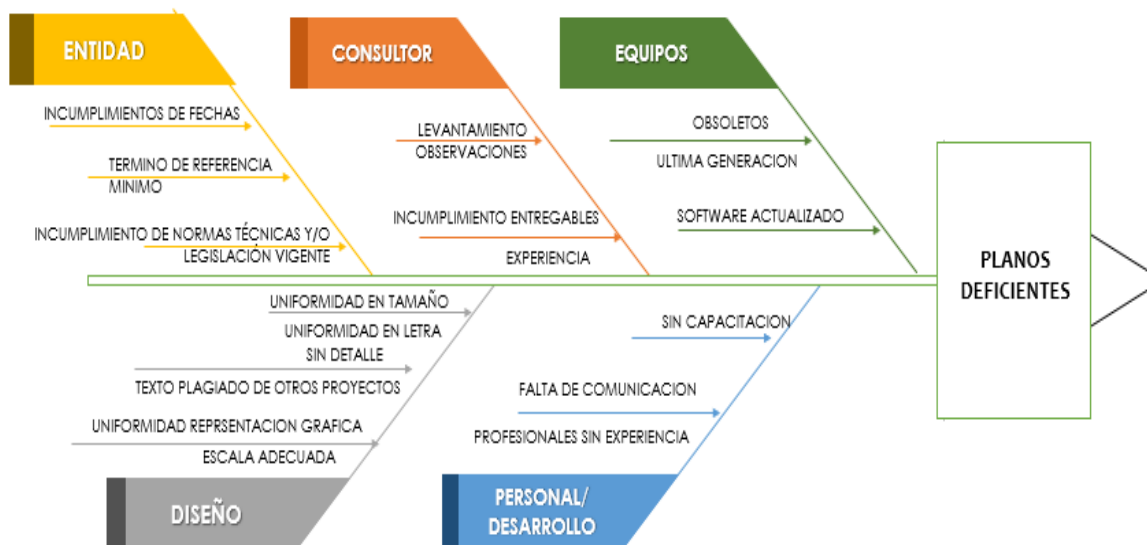 ENTIDAD
INCUMPLIMIENTOS DE FECHAS
TERMINO DE REFERENCIA
MINIMO
INCUMPLIMIENTO DE NORMAS TÉCNICAS Y/O
LEGISLACIÓN VIGENTE
CONSULTOR
LEVANTAMIENTO
OBSERVACIONES
INCUMPLIMIENTO ENTREGABLES
EXPERIENCIA
EQUIPOS
OBSOLETOS
ULTIMA GENERACION
SOFTWARE ACTUALIZADO
PLANOS
DEFICIENTES
UNIFORMIDAD EN TAMAÑO
UNIFORMIDAD EN LETRA
SIN DETALLE
TEXTO PLAGIADO DE OTROS PROYECTOS
UNIFORMIDAD REPRSENTACION GRAFICA
ESCALA ADECUADA
DISEÑO
SIN CAPACITACION
FALTA DE COMUNICACION
PROFESIONALES SIN EXPERIENCIA
PERSONAL/
DESARROLLO